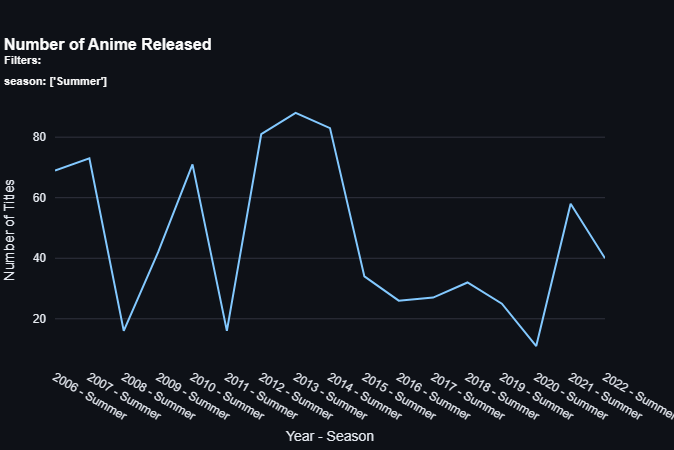 Number of Anime Released
Filters:
season: ['Summer']
Number of Titles
80
60
40
20
2006 - Summer
2007 - Summer
2008 - Summer
2009 - Summer
2010 - Summer
2011 - Summer
2012 - Summer
2013 - Summer
2014 - Summer
2015 - Summer
2016 - Summer
2017 - Summer
2018 - Summer
2019 - Summer
2020 - Summer
2021 - Summer
2022 - Summer
Year - Season